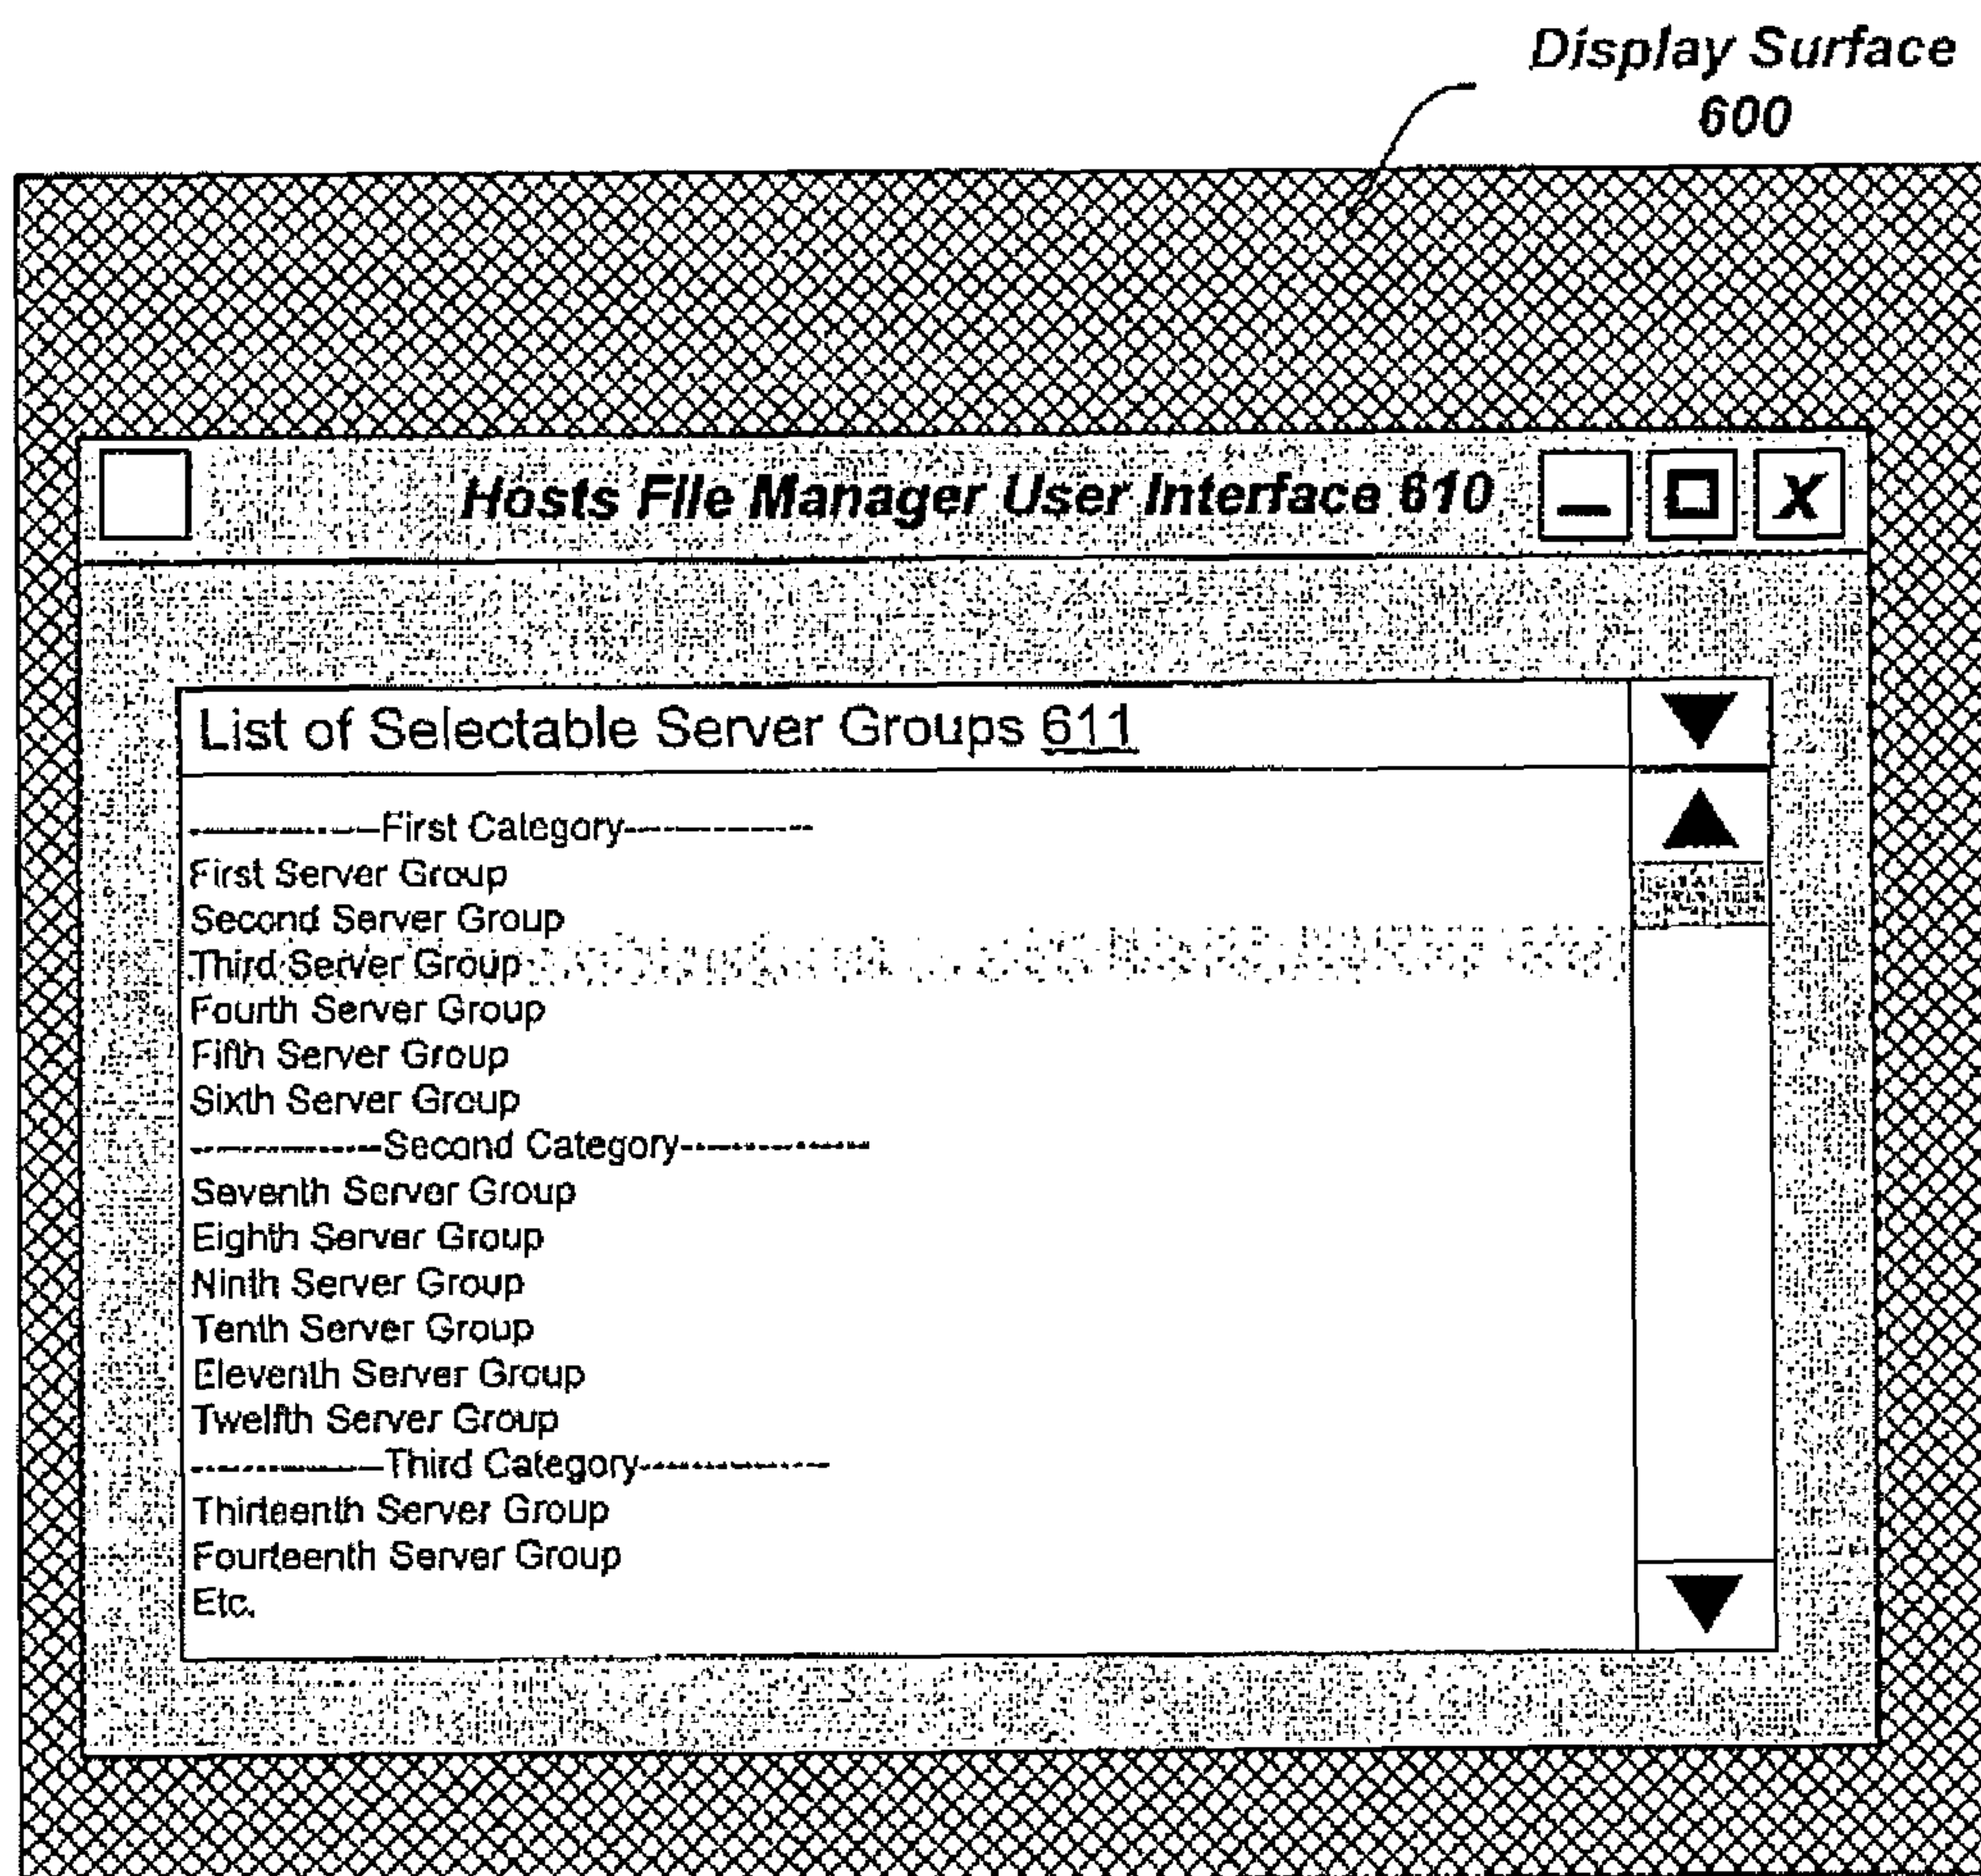 Display Surface
600
Hosts File Manager User Interface 610
X
List of Selectable Server Groups 611
-------------First Category-------------
First Server Group
Second Server Group
Third Server Group
Fourth Server Group
Fifth Server Group
Sixth Server Group
-------------Second Category-------------
Seventh Server Group
Eighth Server Group
Ninth Server Group
Tenth Server Group
Eleventh Server Group
Twelfth Server Group
-------------Third Category-------------
Thirteenth Server Group
Fourteenth Server Group
Etc.